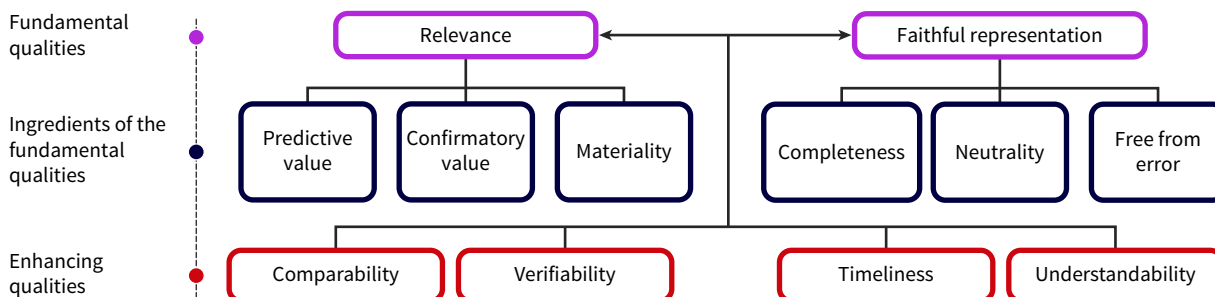 Fundamental
qualities
Relevance
Faithful representation
Ingredients of the
fundamental
qualities
Predictive
value
Confirmatory
value
Materiality
Completeness
Neutrality
Free from
error
Enhancing
qualities
Comparability
Verifiability
Timeliness
Understandability